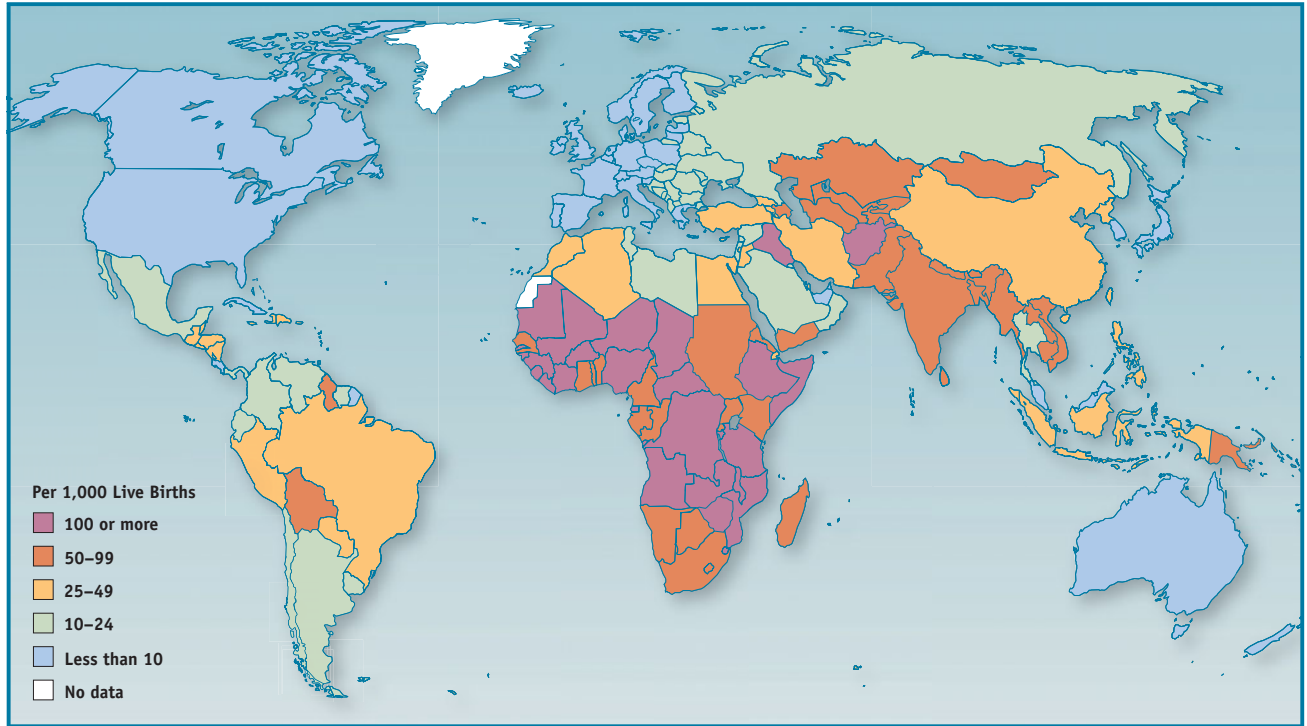 Per 1,000 Live Births
100 or more
50–99
25–49
10–24
Less than 10
No data